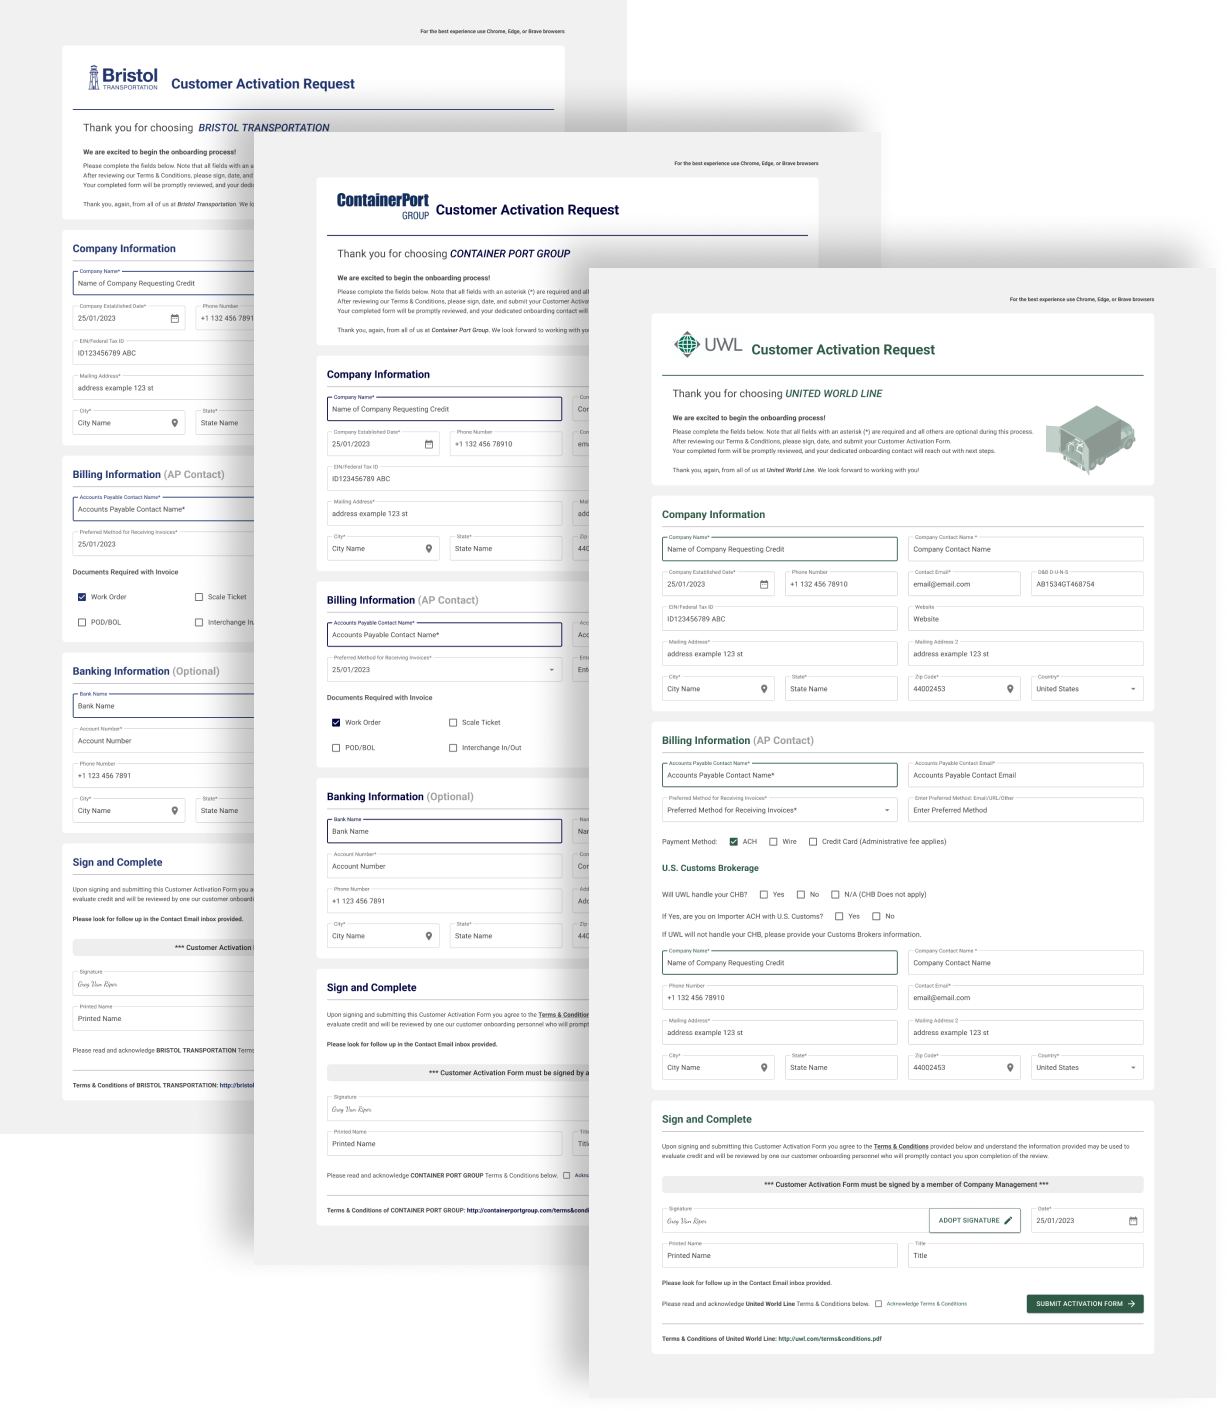 For the best experience use Chrome, Edge, or Brave browsers
Bristol
TRANSPORTATION
Customer Activation Request
Thank you for choosing BRISTOL TRANSPORTATION
We are excited to begin the onboarding process!
Please complete the fields below. Note that all fields with an a
After reviewing our Terms & Conditions, please sign, date, and
Your completed form will be promptly reviewed, and your dedi
Thank you, again, from all of us at Bristol Transportation. We lo
Company Information
Company Name*
Name of Company Requesting Credit
Company Established Date*
25/01/2023
Phone Number
+1 132 456 7891
EIN/Federal Tax ID
ID123456789 ABC
Mailing Address*
address example 123 st
City*
City Name
State*
State Name
Billing Information (AP Contact)
Accounts Payable Contact Name*
Accounts Payable Contact Name*
Preferred Method for Receiving Invoices*
25/01/2023
Documents Required with Invoice
Work Order
Scale Ticket
POD/BOL
Interchange In
Banking Information (Optional)
Bank Name
Bank Name
Account Number*
Account Number
Phone Number
+1 123 456 7891
City*
City Name
State*
State Name
Sign and Complete
Upon signing and submitting this Customer Activation Form you a
evaluate credit and will be reviewed by one our customer onboardi
Please look for follow up in the Contact Email inbox provided.
*** Customer Activation
Signature
Greg Van Riper
Printed Name
Printed Name
Please read and acknowledge BRISTOL TRANSPORTATION Terms
Terms & Conditions of BRISTOL TRANSPORTATION: http://bristol
For the best experience use Chrome, Edge, or Brave browsers
ContainerPort
GROUP
Customer Activation Request
Thank you for choosing CONTAINER PORT GROUP
We are excited to begin the onboarding process!
Please complete the fields below. Note that all fields with an asterisk (*) are required and all
After reviewing our Terms & Conditions, please sign, date, and submit your Customer Activa
Your completed form will be promptly reviewed, and your dedicated onboarding contact will
Thank you, again, from all of us at Container Port Group. We look forward to working with you
Company Information
Company Name*
Name of Company Requesting Credit
Com
Con
Company Established Date*
25/01/2023
Phone Number
+1 132 456 78910
Con
ema
EIN/Federal Tax ID
ID123456789 ABC
Mailing Address*
address example 123 st
Mai
add
City*
City Name
State*
State Name
Zip
440
Billing Information (AP Contact)
Accounts Payable Contact Name*
Accounts Payable Contact Name*
Acc
Acc
Preferred Method for Receiving Invoices*
25/01/2023
Ente
Ent
Documents Required with Invoice
Work Order
Scale Ticket
POD/BOL
Interchange In/Out
Banking Information (Optional)
Bank Name
Bank Name
Nam
Nar
Account Number*
Account Number
Con
Con
Phone Number
+1 123 456 7891
Add
Add
City*
City Name
State*
State Name
Zip
440
Sign and Complete
Upon signing and submitting this Customer Activation Form you agree to the Terms & Condition
evaluate credit and will be reviewed by one our customer onboarding personnel who will prompt
Please look for follow up in the Contact Email inbox provided.
*** Customer Activation Form must be signed by a
Signature
Greg Van Riper
Printed Name
Printed Name
Title
Title
Please read and acknowledge CONTAINER PORT GROUP Terms & Conditions below.
Ackno
Terms & Conditions of CONTAINER PORT GROUP: http://containerportgroup.com/terms&condi
For the best experience use Chrome, Edge, or Brave browsers
UWL
Customer Activation Request
Thank you for choosing UNITED WORLD LINE
We are excited to begin the onboarding process!
Please complete the fields below. Note that all fields with an asterisk (*) are required and all others are optional during this process.
After reviewing our Terms & Conditions, please sign, date, and submit your Customer Activation Form.
Your completed form will be promptly reviewed, and your dedicated onboarding contact will reach out with next steps.
Thank you, again, from all of us at United World Line. We look forward to working with you!
Company Information
Company Name*
Name of Company Requesting Credit
Company Contact Name *
Company Contact Name
Company Established Date*
25/01/2023
Phone Number
+1 132 456 78910
Contact Email*
email@email.com
D&B D-U-N-S
AB1534GT468754
EIN/Federal Tax ID
ID123456789 ABC
Website
Website
Mailing Address*
address example 123 st
Mailing Address 2
address example 123 st
City*
City Name
State*
State Name
Zip Code*
44002453
Country*
United States
Billing Information (AP Contact)
Accounts Payable Contact Name*
Accounts Payable Contact Name*
Accounts Payable Contact Email*
Accounts Payable Contact Email
Preferred Method for Receiving Invoices*
Preferred Method for Receiving Invoices*
Enter Preferred Method: Email/URL/Other
Enter Preferred Method
Payment Method: ACH Wire Credit Card (Administrative fee applies)
U.S. Customs Brokerage
Will UWL handle your CHB? Yes No N/A (CHB Does not apply)
If Yes, are you on Importer ACH with U.S. Customs? Yes No
If UWL will not handle your CHB, please provide your Customs Brokers information.
Company Name*
Name of Company Requesting Credit
Company Contact Name *
Company Contact Name
Phone Number
+1 132 456 78910
Contact Email*
email@email.com
Mailing Address*
address example 123 st
Mailing Address 2
address example 123 st
City*
City Name
State*
State Name
Zip Code*
44002453
Country*
United States
Sign and Complete
Upon signing and submitting this Customer Activation Form you agree to the Terms & Conditions provided below and understand the information provided may be used to
evaluate credit and will be reviewed by one our customer onboarding personnel who will promptly contact you upon completion of the review.
*** Customer Activation Form must be signed by a member of Company Management ***
Signature
Greg Van Riper
ADOPT SIGNATURE
Date*
25/01/2023
Printed Name
Printed Name
Title
Title
Please look for follow up in the Contact Email inbox provided.
Please read and acknowledge United World Line Terms & Conditions below. Acknowledge Terms & Conditions
SUBMIT ACTIVATION FORM
Terms & Conditions of United World Line: http://uwl.com/terms&conditions.pdf